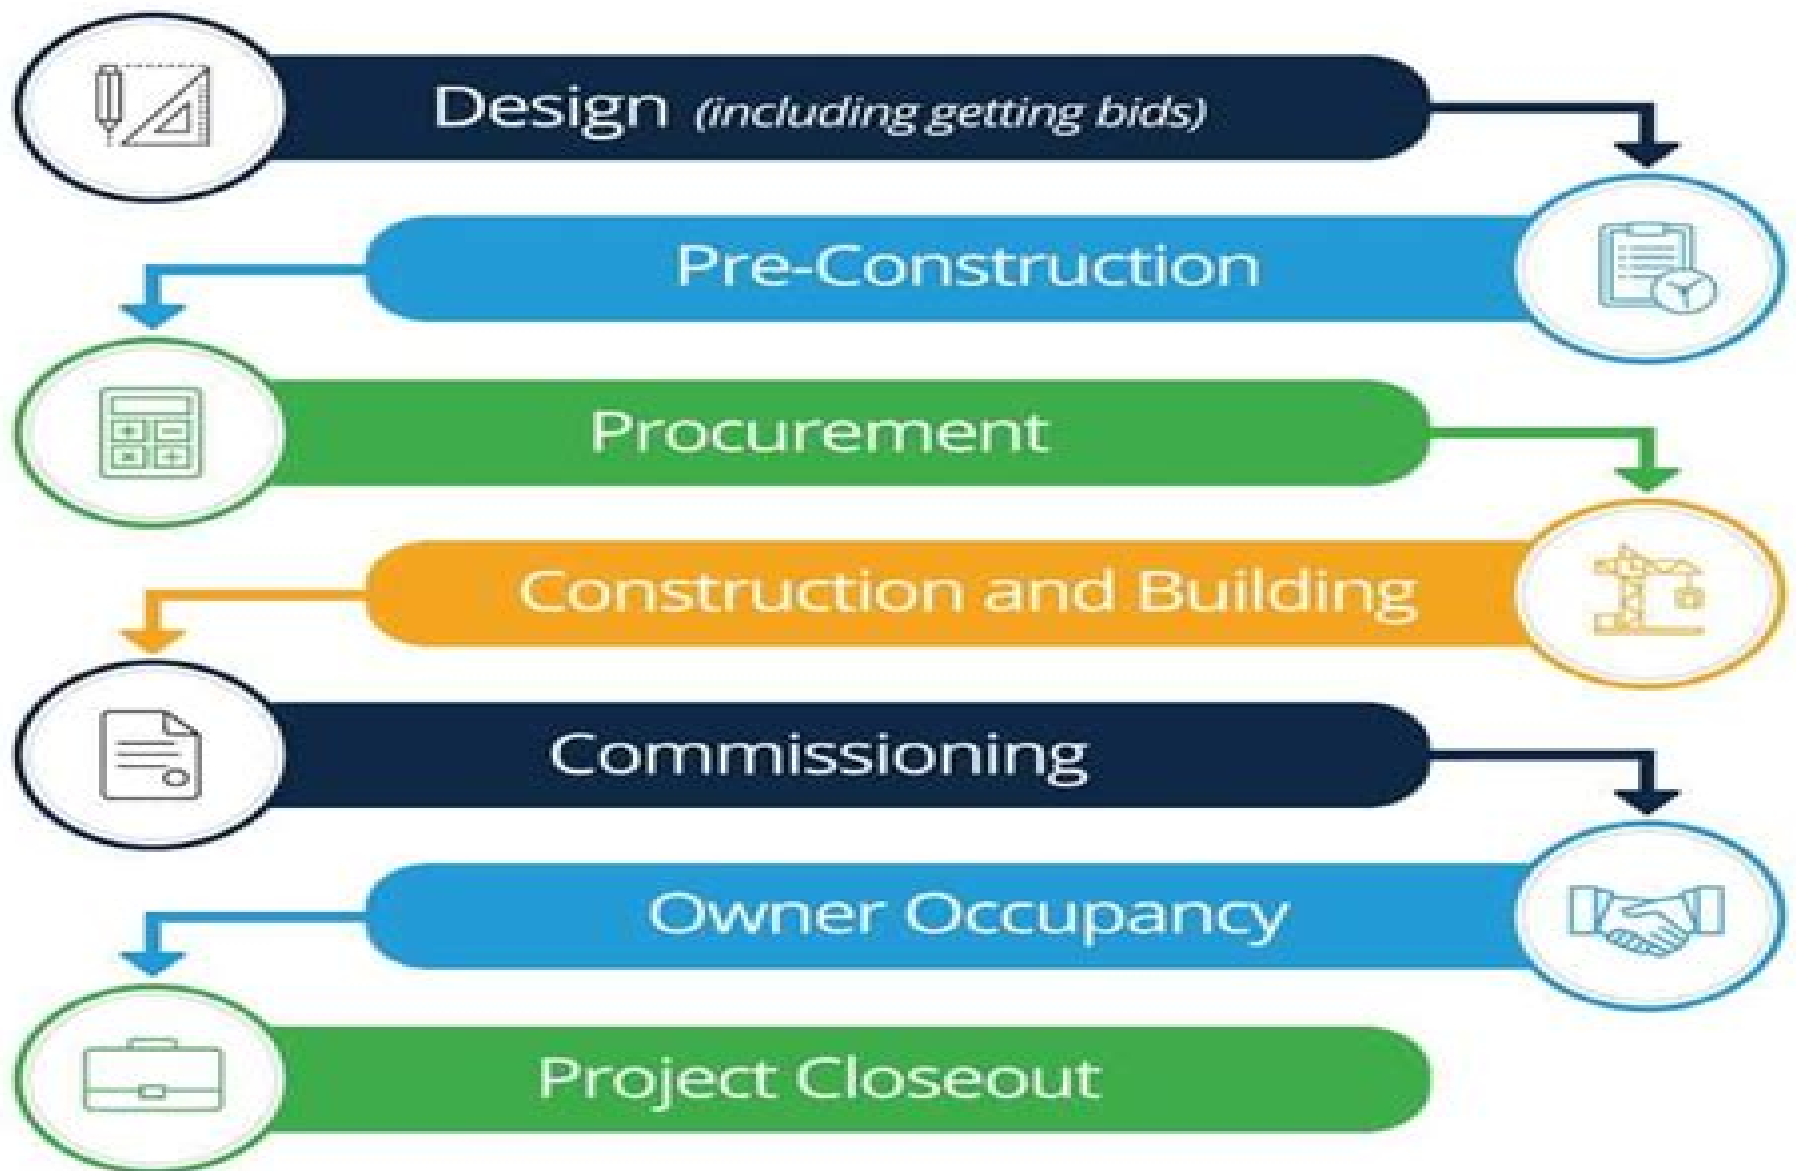 Design (including getting bids)
Pre-Construction
Procurement
Construction and Building
Commissioning
Owner Occupancy
Project Closeout